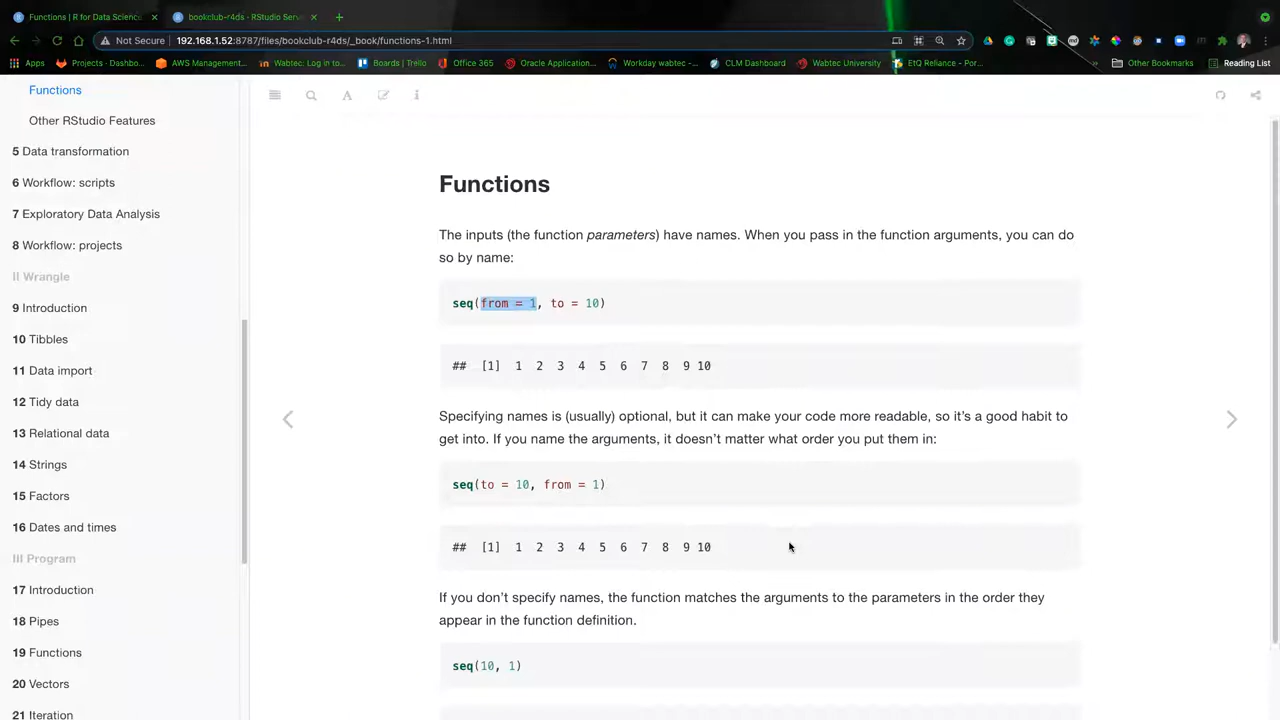 Functions | R for Data Science
bookclub-r4ds - RStudio Serv
Not Secure
192.168.1.52:8787/files/bookclub-r4ds/_book/functions-1.html
Apps
Projects · Dashbo...
AWS Management...
Wabtec: Log in to...
Boards | Trello
Office 365
Oracle Application...
Workday wabtec -...
CLM Dashboard
Wabtec University
EtQ Reliance - Por...
Other Bookmarks
Reading List
Functions
Other RStudio Features
5 Data transformation
6 Workflow: scripts
7 Exploratory Data Analysis
8 Workflow: projects
II Wrangle
9 Introduction
10 Tibbles
11 Data import
12 Tidy data
13 Relational data
14 Strings
15 Factors
16 Dates and times
III Program
17 Introduction
18 Pipes
19 Functions
20 Vectors
21 Iteration
Functions
The inputs (the function parameters) have names. When you pass in the function arguments, you can do
so by name:
seq(from = 1, to = 10)
## [1] 1 2 3 4 5 6 7 8 9 10
Specifying names is (usually) optional, but it can make your code more readable, so it's a good habit to
get into. If you name the arguments, it doesn't matter what order you put them in:
seq(to = 10, from = 1)
## [1] 1 2 3 4 5 6 7 8 9 10
If you don't specify names, the function matches the arguments to the parameters in the order they
appear in the function definition.
seq(10, 1)